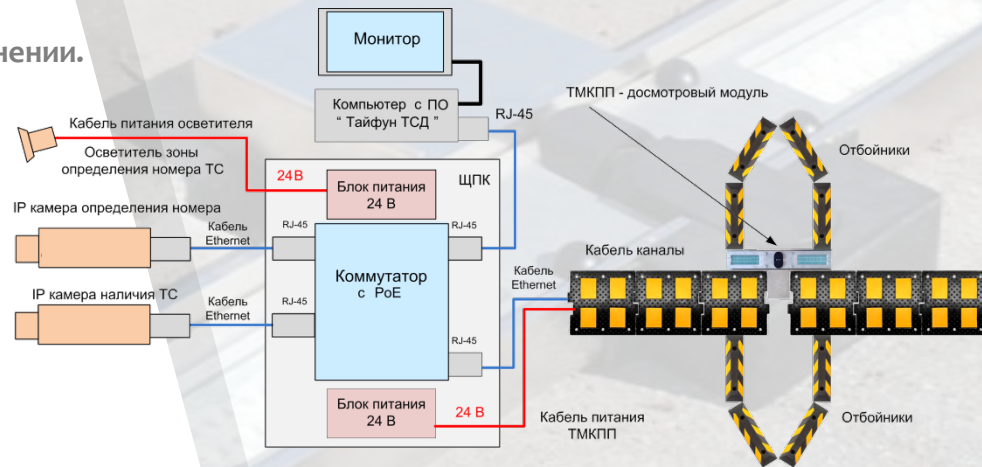 нении.
Монитор
Компьютер с ПО
“ Тайфун ТСД ”
RJ-45
ТМКПП - досмотровый модуль
Кабель питания осветителя
Осветитель зоны
определения номера ТС
24В
Блок питания
24 В
ЩПК
Отбойники
IP камера определения номера
Кабель
Ethernet
RJ-45
RJ-45
Коммутатор
с PoE
Кабель каналы
Кабель
Ethernet
IP камера наличия ТС
Кабель
Ethernet
RJ-45
RJ-45
Блок питания
24 В
24 В
Кабель питания
ТМКПП
Отбойники